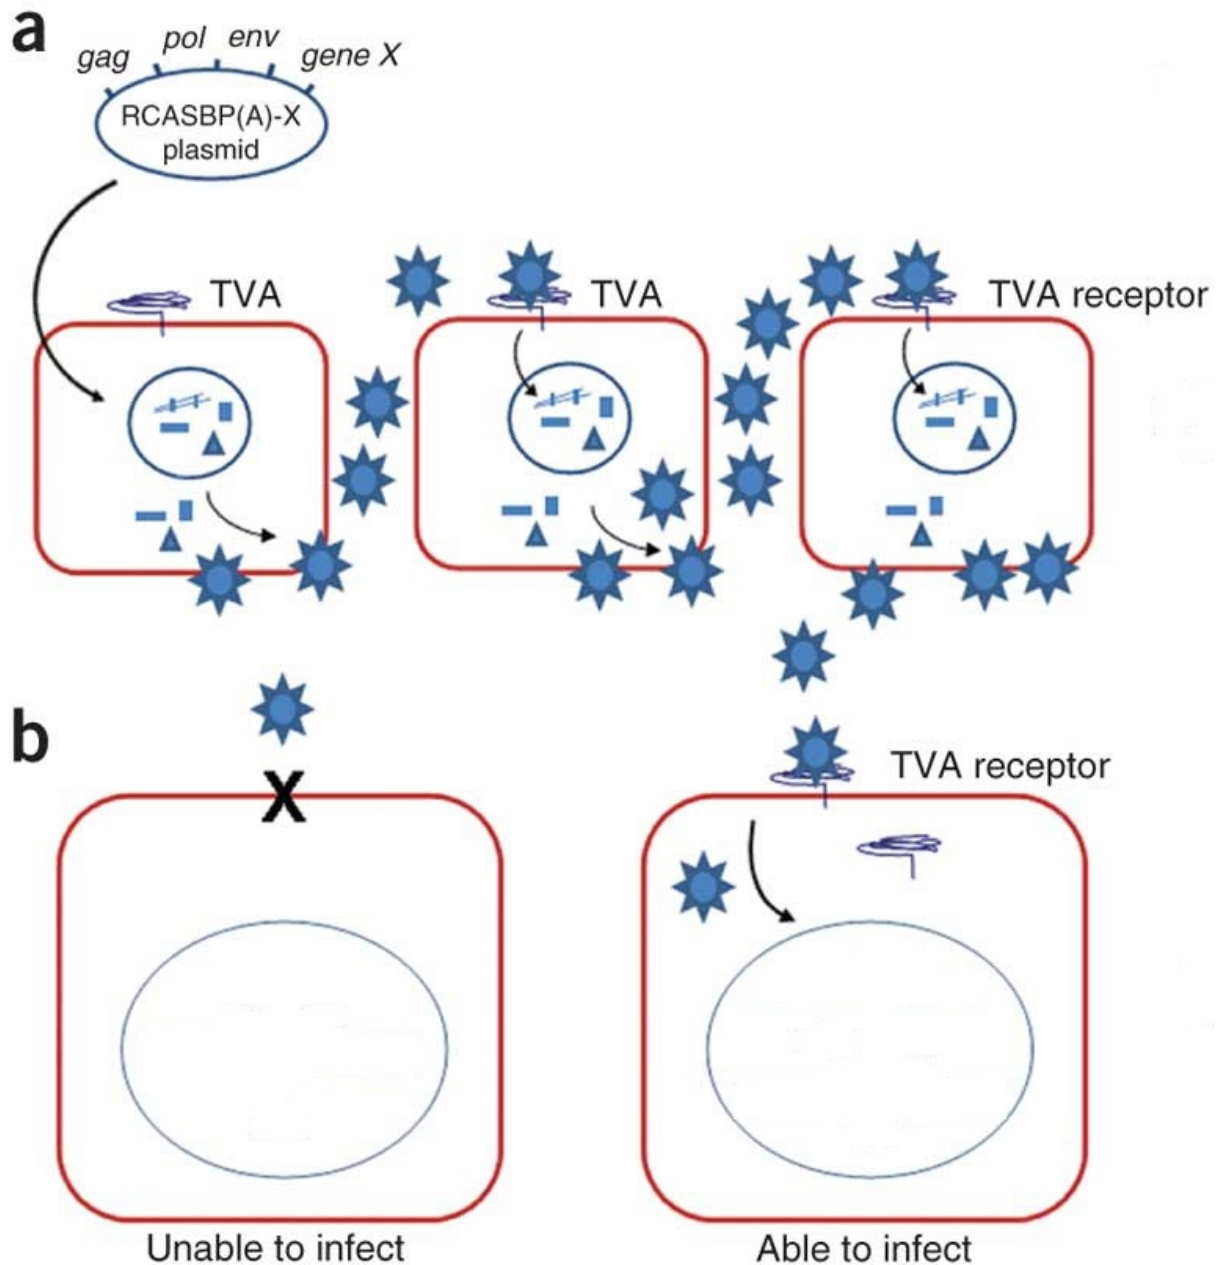 a
gag pol env gene X
RCASBP(A)-X
plasmid
TVA TVA TVA receptor
b
X
TVA receptor
Unable to infect Able to infect